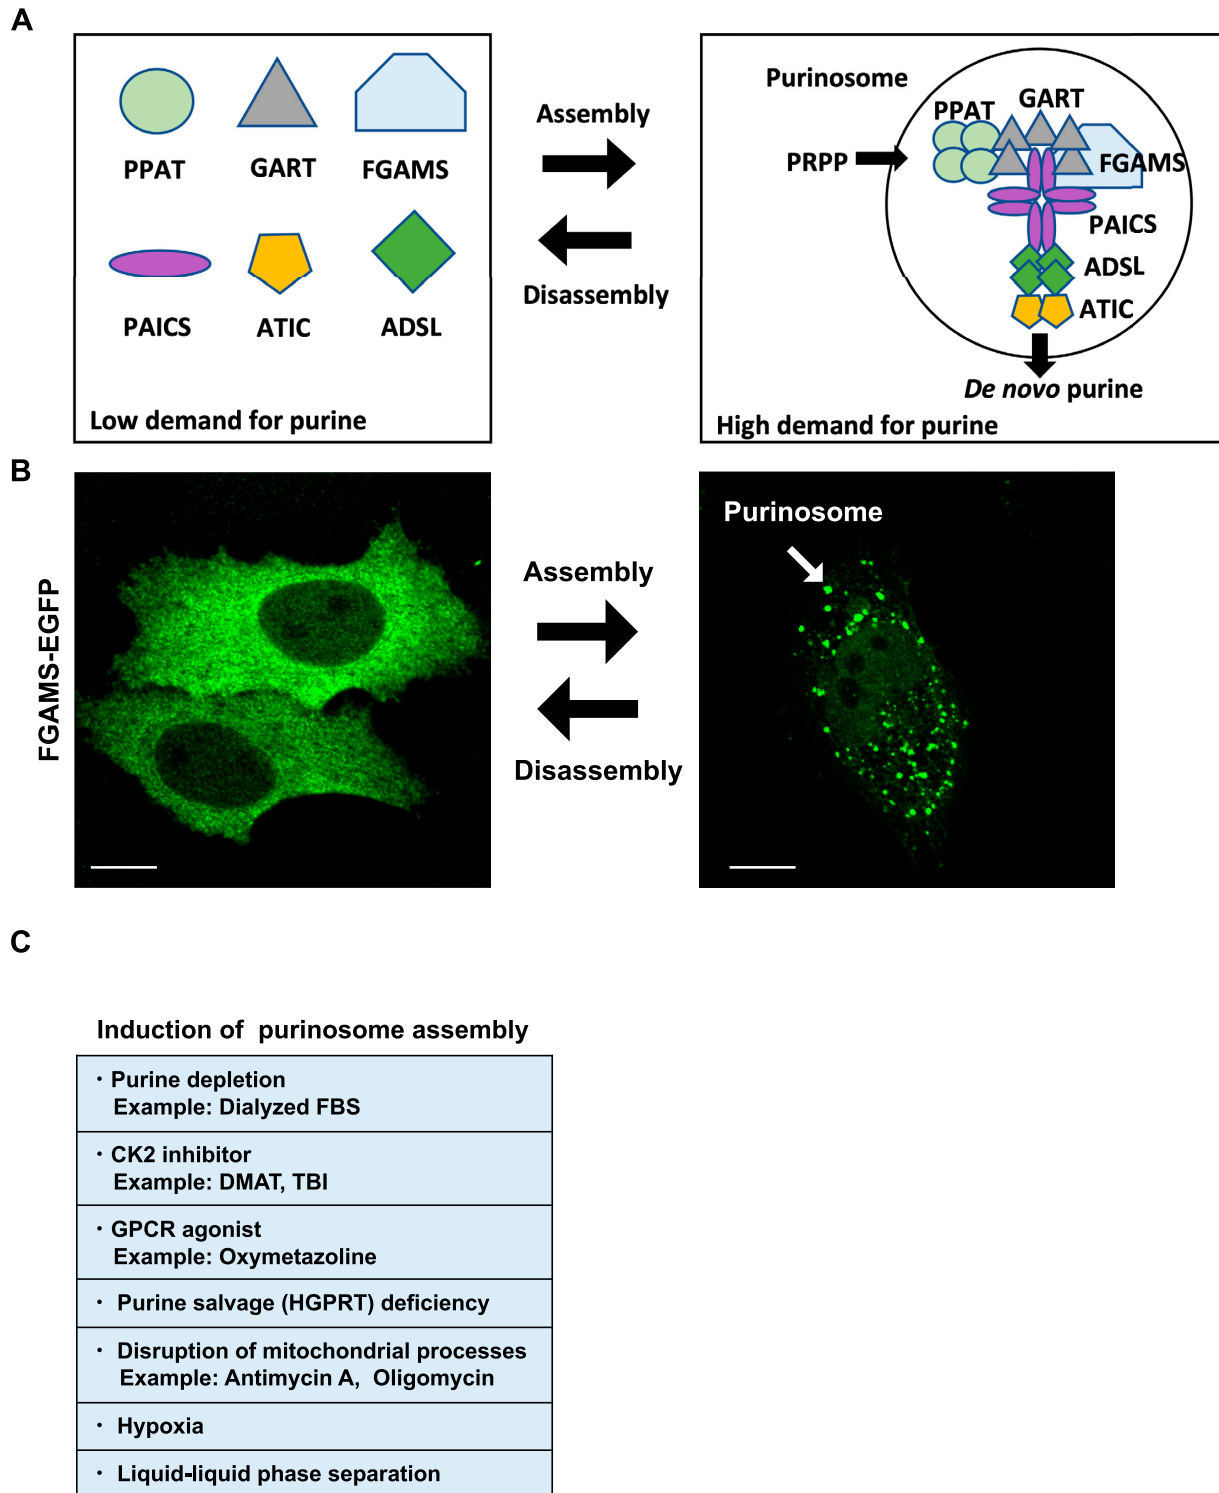 A
PPAT
GART
FGAMS
PAICS
ATIC
ADSL
Low demand for purine
Assembly
Disassembly
Purinosome
PPAT
GART
PRPP
FGAMS
PAICS
ADSL
ATIC
De novo purine
High demand for purine
B
FGAMS-EGFP
Assembly
Disassembly
Purinosome
C
Induction of purinosome assembly
· Purine depletion
Example: Dialyzed FBS
· CK2 inhibitor
Example: DMAT, TBI
· GPCR agonist
Example: Oxymetazoline
· Purine salvage (HGPRT) deficiency
· Disruption of mitochondrial processes
Example: Antimycin A, Oligomycin
· Hypoxia
· Liquid-liquid phase separation